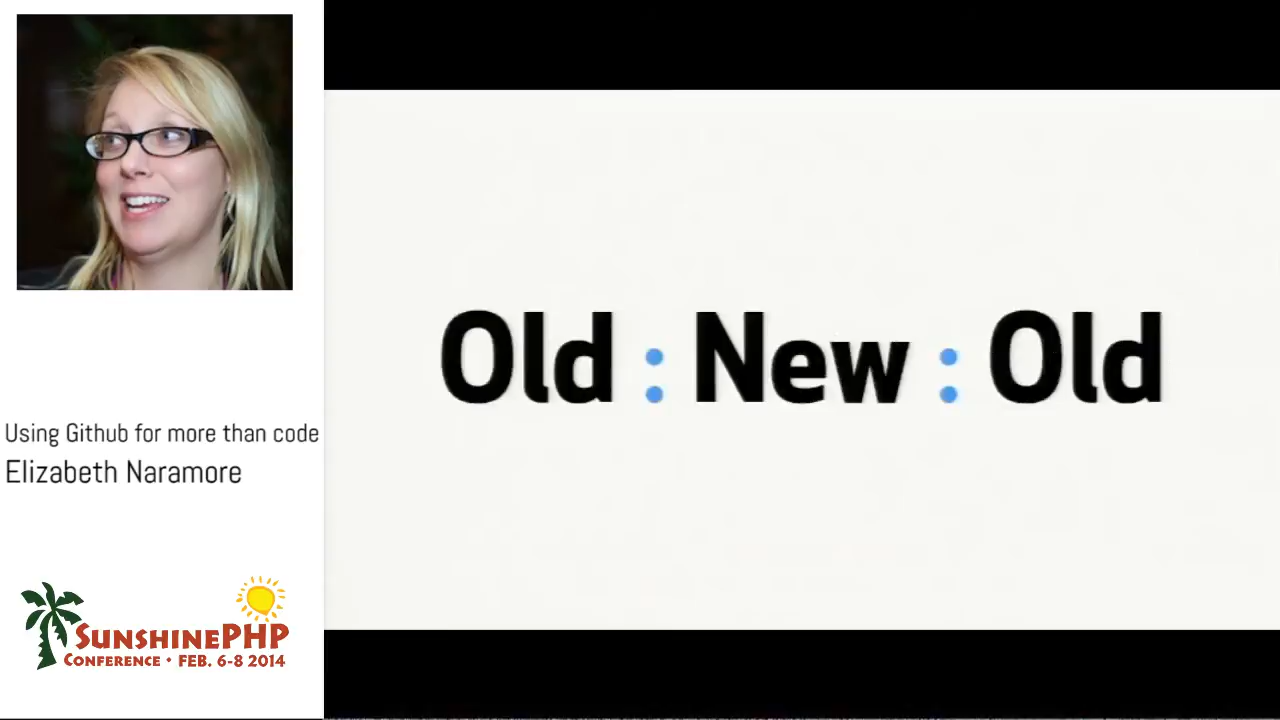 Old : New : Old
Using Github for more than code
Elizabeth Naramore
SUNSHINEPHP
CONFERENCE • FEB. 6-8 2014